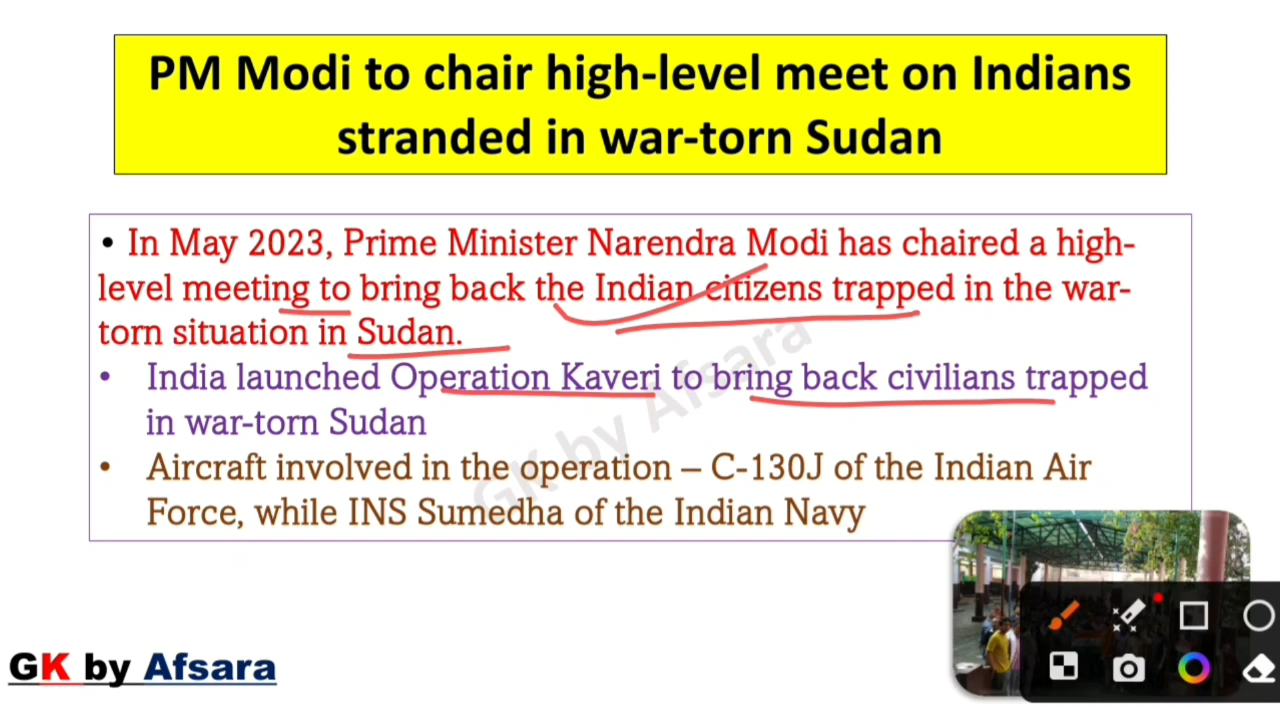 PM Modi to chair high-level meet on Indians
stranded in war-torn Sudan
• In May 2023, Prime Minister Narendra Modi has chaired a high-
level meeting to bring back the Indian citizens trapped in the war-
torn situation in Sudan.
• India launched Operation Kaveri to bring back civilians trapped
in war-torn Sudan
• Aircraft involved in the operation – C-130J of the Indian Air
Force, while INS Sumedha of the Indian Navy
GK by Afsara
GK by Afsara